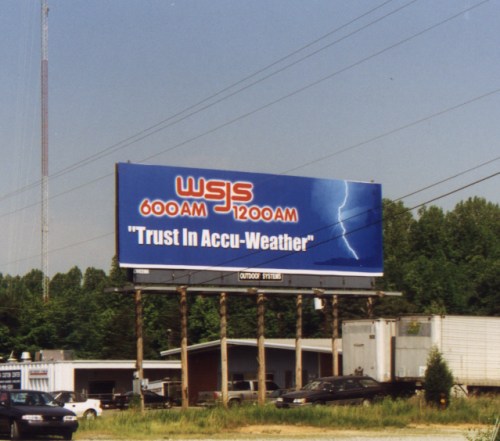 WSJS
600AM 1200AM
"Trust In Accu-Weather"
OUTDOOR SYSTEMS